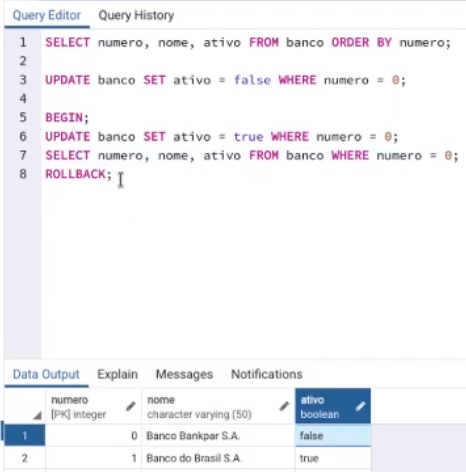 Query Editor Query History
1 SELECT numero, nome, ativo FROM banco ORDER BY numero;
2
3 UPDATE banco SET ativo = false WHERE numero = 0;
4
5 BEGIN;
6 UPDATE banco SET ativo = true WHERE numero = 0;
7 SELECT numero, nome, ativo FROM banco WHERE numero = 0;
8 ROLLBACK;
Data Output Explain Messages Notifications
numero nome ativo
[PK] integer character varying (50) boolean
1 0 Banco Bankpar S.A. false
2 1 Banco do Brasil S.A. true